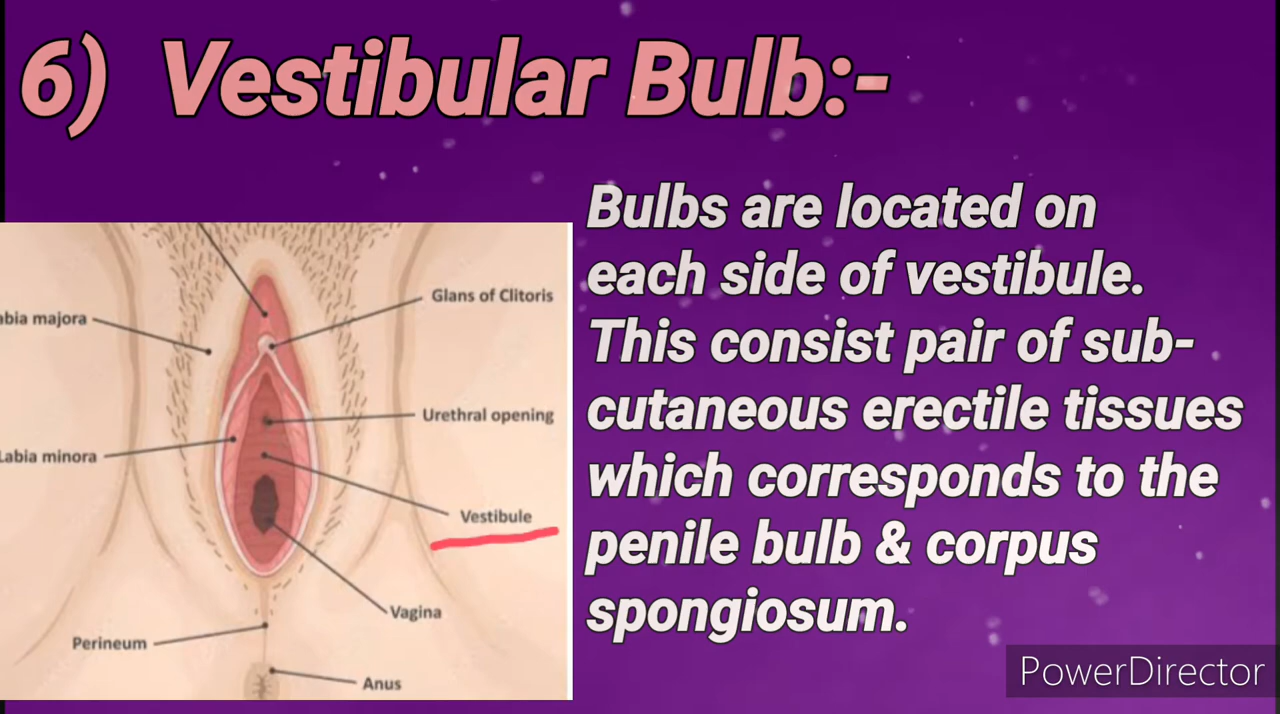 6) Vestibular Bulb:-
Bulbs are located on
each side of vestibule.
This consist pair of sub-
cutaneous erectile tissues
which corresponds to the
penile bulb & corpus
spongiosum.
Glans of Clitoris
abia majora
Urethral opening
Labia minora
Vestibule
Vagina
Perineum
Anus
PowerDirector